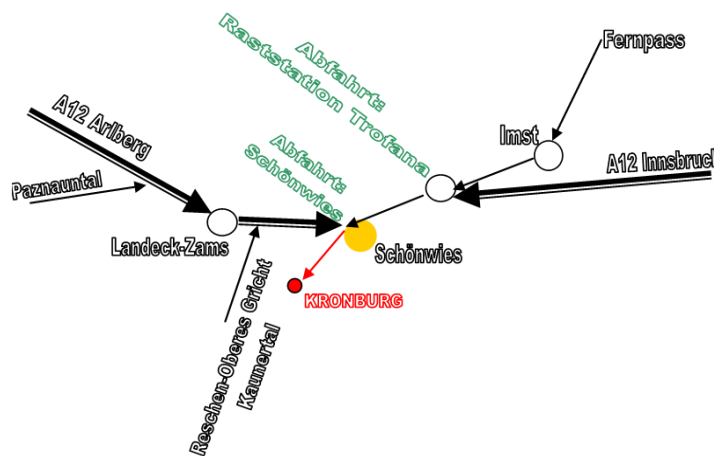 Fernpass
Abfahrt:
Raststation Trofana
A12 Arlberg
Abfahrt:
Schönwies
Imst
A12 Innsbruck
Paznauntal
Landeck-Zams
Schönwies
KRONBURG
Reschen-Oberes Gricht
Kaunertal